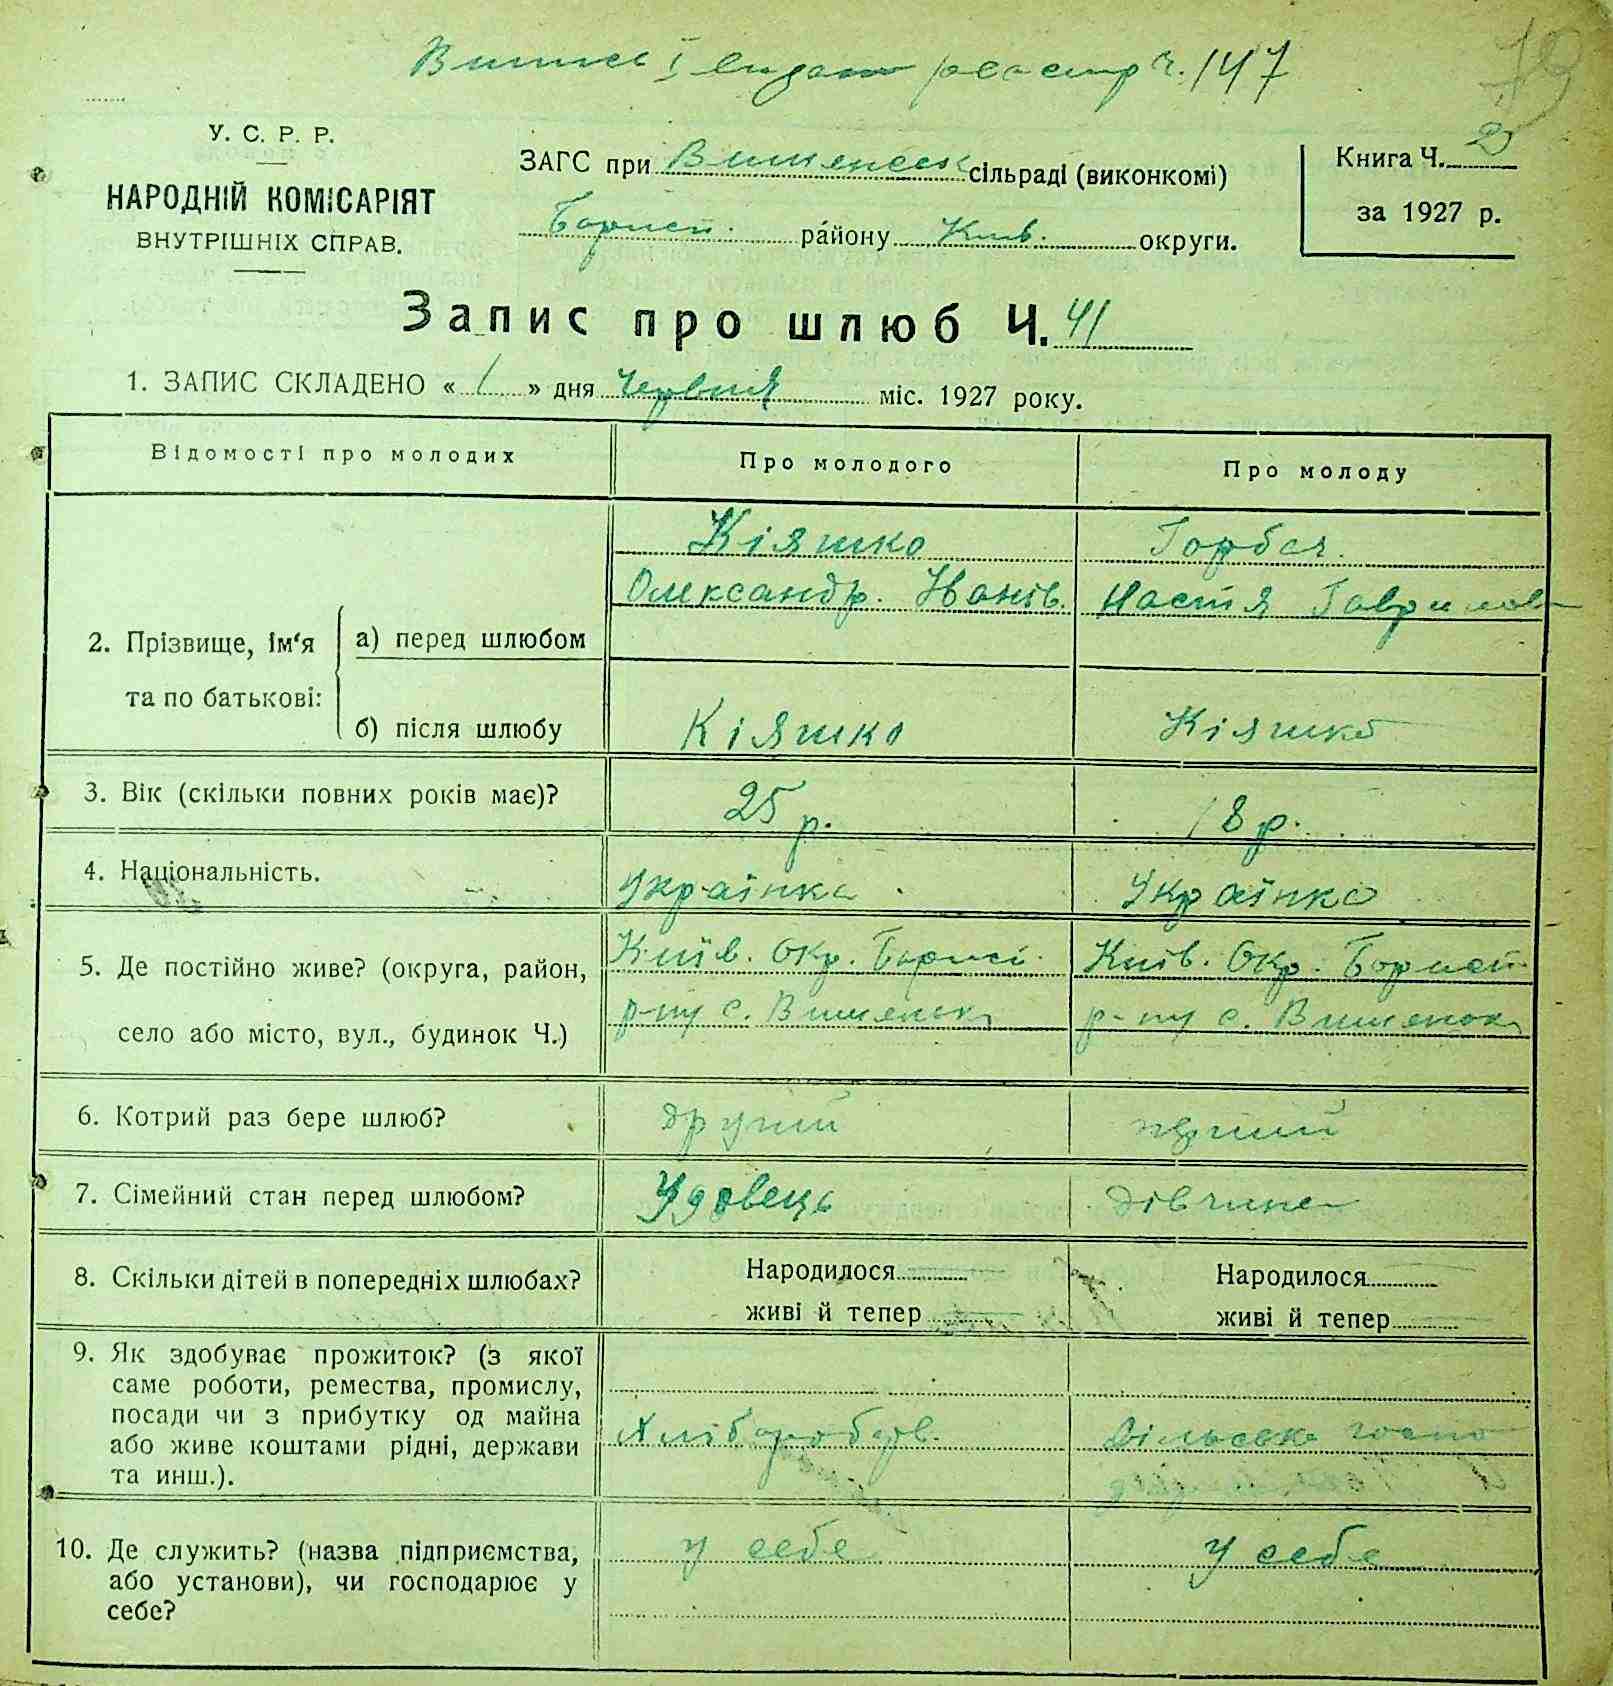 Випись І видано реєстр Ч. 147
79
У. С. Р. Р.
НАРОДНІЙ КОМІСАРІЯТ
ВНУТРІШНІХ СПРАВ.
ЗАГС при Вишенськ сільраді (виконкомі)
Борисп. району Київ. округи.
Книга Ч. 2
за 1927 р.
Запис про шлюб Ч. 41
1. ЗАПИС СКЛАДЕНО « 1 » дня Червня міс. 1927 року.
Відомості про молодих Про молодого Про молоду
2. Прізвище, ім'я та по батькові:
а) перед шлюбом
Кіяшко
Олександр. Іванів.
Горбач
Настя Гаврилов
б) після шлюбу Кіяшко Кіяшко
3. Вік (скільки повних років має)? 25 р. 18 р.
4. Національність. Українка Українка
5. Де постійно живе? (округа, район,
село або місто, вул., будинок Ч.)
Київ. Окр. Борисп.
р-ну с. Вишеньки
Київ. Окр. Борисп.
р-ну с. Вишеньки
6. Котрий раз бере шлюб? другий перший
7. Сімейний стан перед шлюбом? Удовець дівчина
8. Скільки дітей в попередніх шлюбах?
Народилося
живі й тепер
Народилося
живі й тепер
9. Як здобуває прожиток? (з якої
саме роботи, ремества, промислу,
посади чи з прибутку од майна
або живе коштами рідні, держави
та инш.).
Хлібороб
сільське госпо
10. Де служить? (назва підприємства,
або установи), чи господарює у
себе?
у себе
у себе